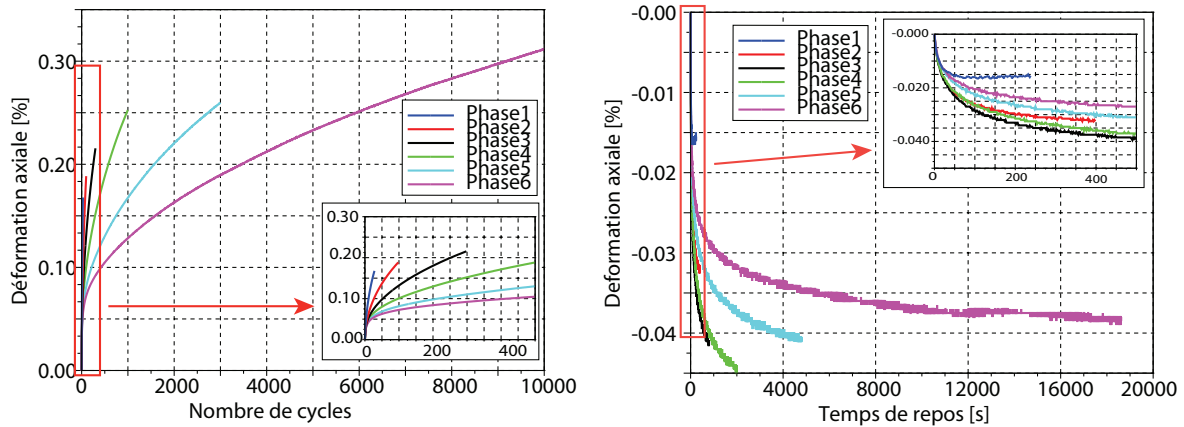 Déformation axiale [%]
0.30
0.20
0.10
0.00
0
2000
4000
6000
8000
10000
Nombre de cycles
Phase1
Phase2
Phase3
Phase4
Phase5
Phase6
0.30
0.20
0.10
0.00
0
200
400
Deformation axiale [%]
-0.00
-0.01
-0.02
-0.03
-0.04
0
4000
8000
12000
16000
20000
Temps de repos [s]
Phase1
Phase2
Phase3
Phase4
Phase5
Phase6
-0.000
-0.020
-0.040
0
200
400